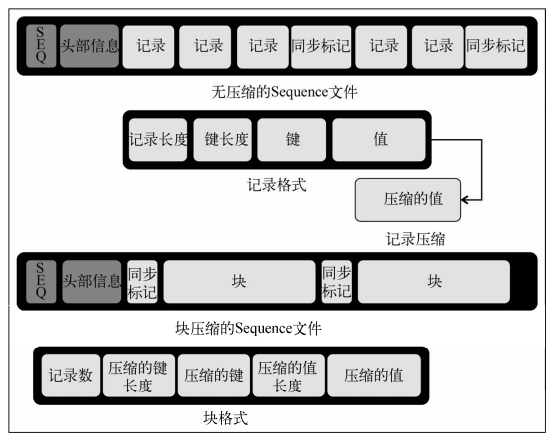 SEQ 头部信息 记录 记录 记录 同步标记 记录 记录 同步标记
无压缩的Sequence文件
记录长度 键长度 键 值
记录格式
压缩的值
记录压缩
SEQ 头部信息 同步标记 块 同步标记 块
块压缩的Sequence文件
记录数 压缩的键长度 压缩的键 压缩的值长度 压缩的值
块格式